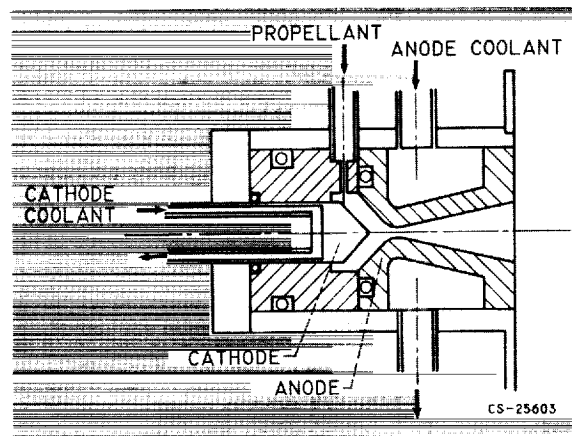 PROPELLANT
ANODE COOLANT
CATHODE
COOLANT
CATHODE
ANODE
CS-25603